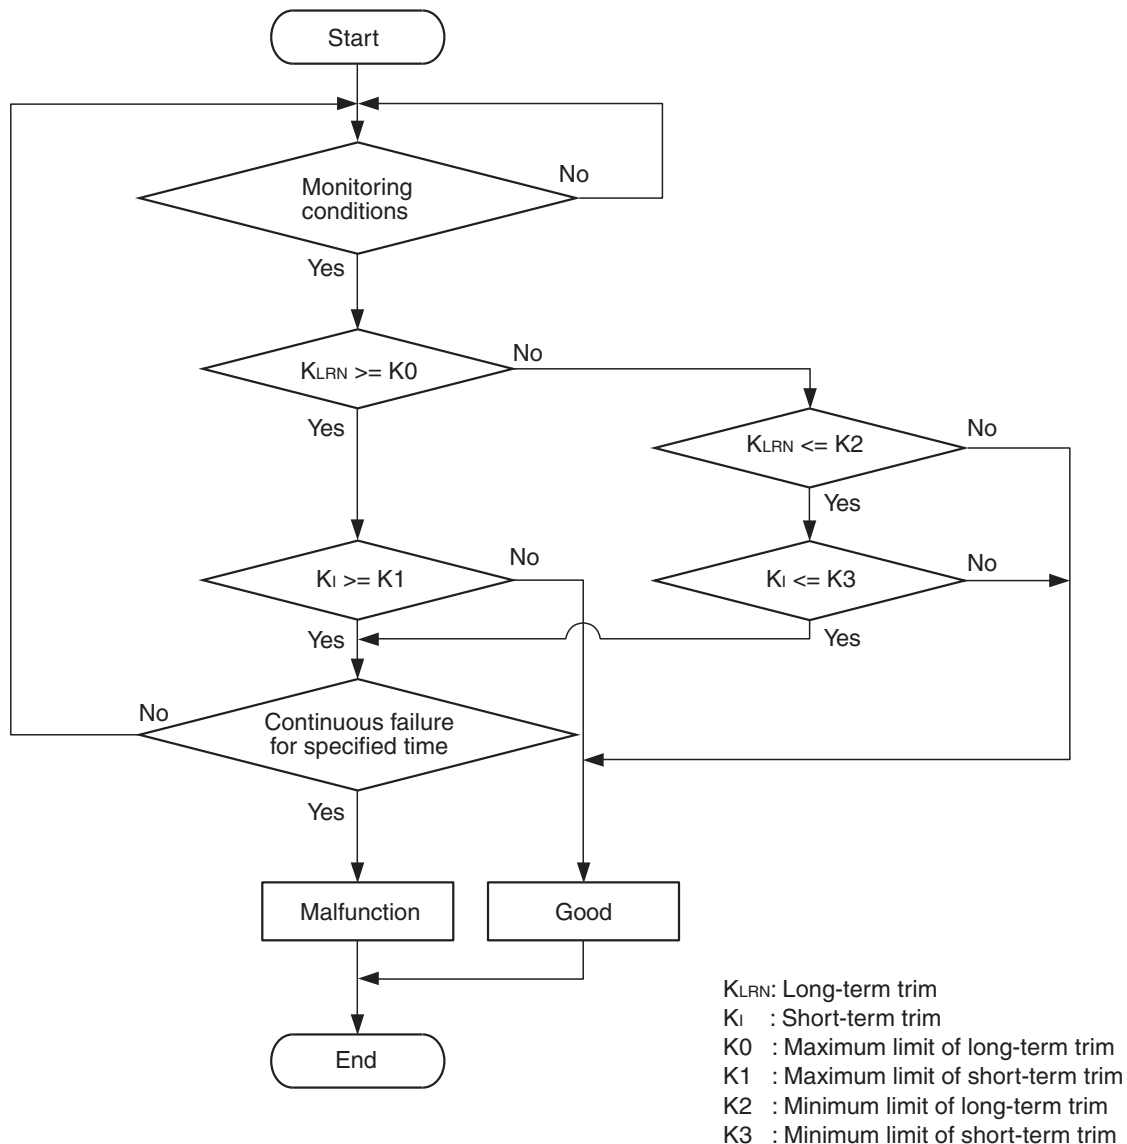 Start
Monitoring
conditions
No
Yes
KLRN >= K0
No
Yes
KLRN <= K2
No
Yes
KI >= K1
No
Yes
KI <= K3
No
Yes
Continuous failure
for specified time
No
Yes
Malfunction
Good
End
KLRN: Long-term trim
KI : Short-term trim
K0 : Maximum limit of long-term trim
K1 : Maximum limit of short-term trim
K2 : Minimum limit of long-term trim
K3 : Minimum limit of short-term trim